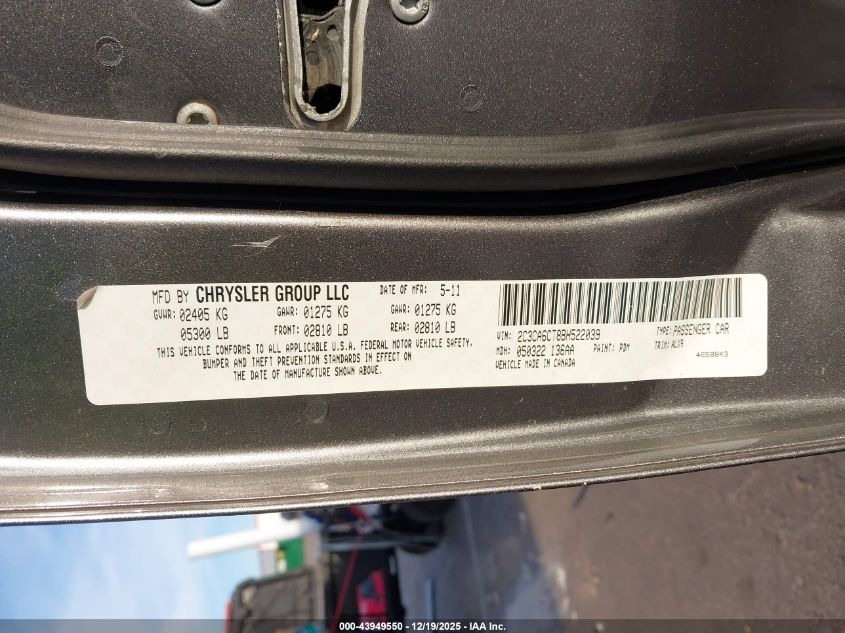 MFD BY CHRYSLER GROUP LLC DATE OF MFR: 5-11
GVWR: 02405 KG GAWR: 01275 KG GAWR: 01275 KG
05300 LB FRONT: 02810 LB REAR: 02810 LB
THIS VEHICLE CONFORMS TO ALL APPLICABLE U.S.A. FEDERAL MOTOR VEHICLE SAFETY,
BUMPER AND THEFT PREVENTION STANDARDS IN EFFECT ON
THE DATE OF MANUFACTURE SHOWN ABOVE.
VIN: 2C3CA6CT8BH522039 TYPE: PASSENGER CAR
MDH: 050322 136AA PAINT: PDM TRIM: ALX9
VEHICLE MADE IN CANADA 4658843
000-43949550 - 12/19/2025 - IAA Inc.